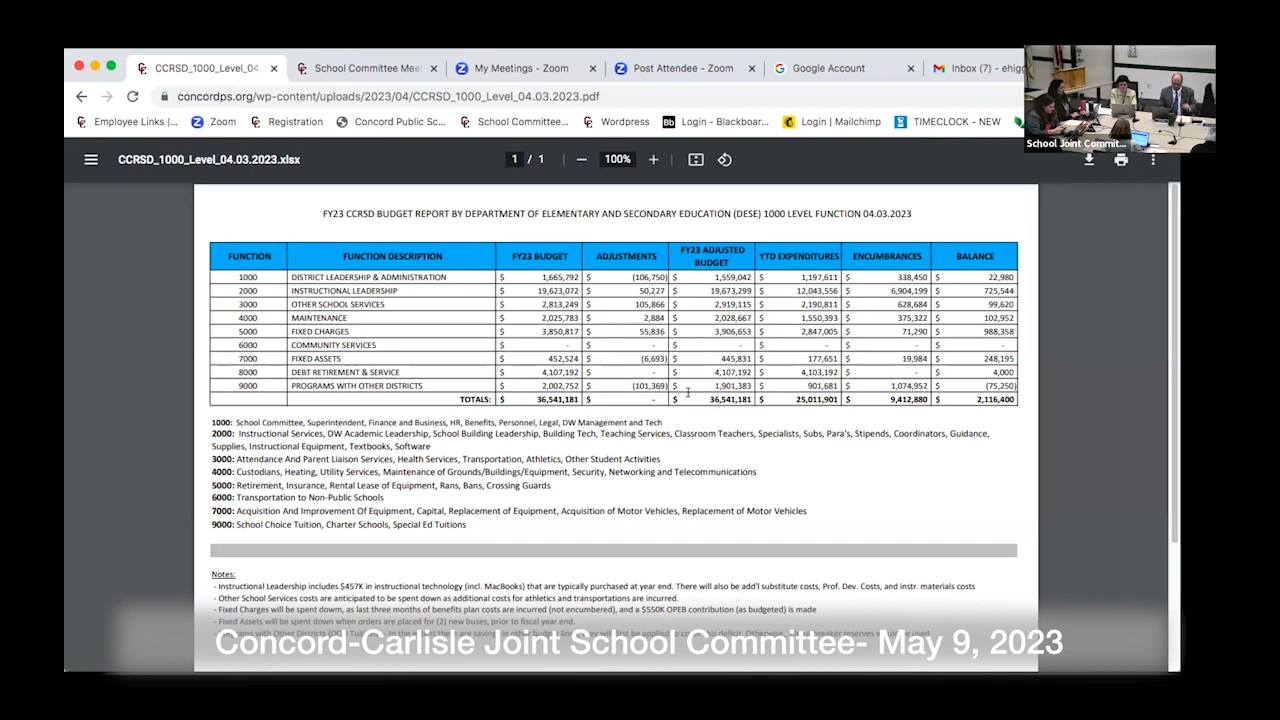 CCRSD_1000_Level_04. School Committee Mee My Meetings - Zoom Post Attendee - Zoom Google Account Inbox (7) - ehigg
concordps.org/wp-content/uploads/2023/04/CCRSD_1000_Level_04.03.2023.pdf
Employee Links |... Zoom Registration Concord Public Sc... School Committee... Wordpress Bb Login - Blackboar... Login | Mailchimp TIMECLOCK - NEW
School Joint Committ...
CCRSD_1000_Level_04.03.2023.xlsx 1 / 1 100%
FY23 CCRSD BUDGET REPORT BY DEPARTMENT OF ELEMENTARY AND SECONDARY EDUCATION (DESE) 1000 LEVEL FUNCTION 04.03.2023
FUNCTION FUNCTION DESCRIPTION FY23 BUDGET ADJUSTMENTS FY23 ADJUSTED BUDGET YTD EXPENDITURES ENCUMBRANCES BALANCE
1000 DISTRICT LEADERSHIP & ADMINISTRATION $ 1,665,792 $ (106,750) $ 1,559,042 $ 1,197,611 $ 338,450 $ 22,980
2000 INSTRUCTIONAL LEADERSHIP $ 19,623,072 $ 50,227 $ 19,673,299 $ 12,043,556 $ 6,904,199 $ 725,544
3000 OTHER SCHOOL SERVICES $ 2,813,249 $ 105,866 $ 2,919,115 $ 2,190,811 $ 628,684 $ 99,620
4000 MAINTENANCE $ 2,025,783 $ 2,884 $ 2,028,667 $ 1,550,393 $ 375,322 $ 102,952
5000 FIXED CHARGES $ 3,850,817 $ 55,836 $ 3,906,653 $ 2,847,005 $ 71,290 $ 988,358
6000 COMMUNITY SERVICES $ - $ - $ - $ - $ - $ -
7000 FIXED ASSETS $ 452,524 $ (6,693) $ 445,831 $ 177,651 $ 19,984 $ 248,195
8000 DEBT RETIREMENT & SERVICE $ 4,107,192 $ - $ 4,107,192 $ 4,103,192 $ - $ 4,000
9000 PROGRAMS WITH OTHER DISTRICTS $ 2,002,752 $ (101,369) $ 1,901,383 $ 901,681 $ 1,074,952 $ (75,250)
TOTALS: $ 36,541,181 - $ 36,541,181 $ 25,011,901 $ 9,412,880 $ 2,116,400
1000: School Committee, Superintendent, Finance and Business, HR, Benefits, Personnel, Legal, DW Management and Tech
2000: Instructional Services, DW Academic Leadership, School Building Leadership, Building Tech, Teaching Services, Classroom Teachers, Specialists, Subs, Para's, Stipends, Coordinators, Guidance,
Supplies, Instructional Equipment, Textbooks, Software
3000: Attendance And Parent Liaison Services, Health Services, Transportation, Athletics, Other Student Activities
4000: Custodians, Heating, Utility Services, Maintenance of Grounds/Buildings/Equipment, Security, Networking and Telecommunications
5000: Retirement, Insurance, Rental Lease of Equipment, Rans, Bans, Crossing Guards
6000: Transportation to Non-Public Schools
7000: Acquisition And Improvement Of Equipment, Capital, Replacement of Equipment, Acquisition of Motor Vehicles, Replacement of Motor Vehicles
9000: School Choice Tuition, Charter Schools, Special Ed Tuitions
Notes:
- Instructional Leadership includes $457K in instructional technology (incl. MacBooks) that are typically purchased at year end. There will also be add'l substitute costs, Prof. Dev. Costs, and instr. materials costs
- Other School Services costs are anticipated to be spent down as additional costs for athletics and transportations are incurred.
- Fixed Charges will be spent down, as last three months of benefits plan costs are incurred (not encumbered), and a $550K OPEB contribution (as budgeted) is made
- Fixed Assets will be spent down when orders are placed for (2) new buses, prior to fiscal year end.
Concord-Carlisle Joint School Committee- May 9, 2023